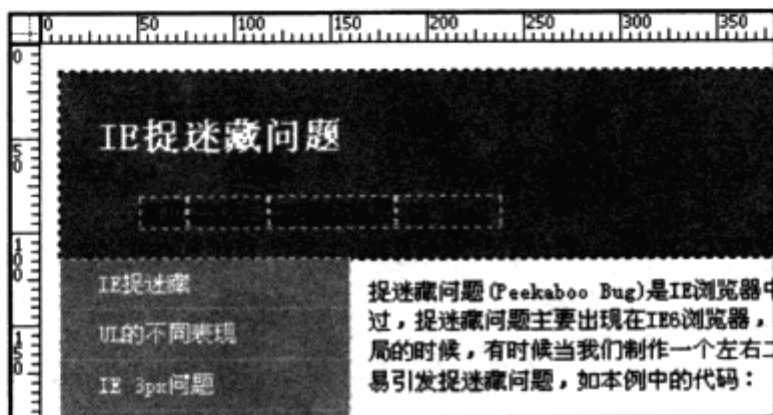 0 50 100 150 200 250 300 350
0
50
100
150
IE捉迷藏问题
IE捉迷藏
UL的不同表现
IE 3px问题
捉迷藏问题(Peekaboo Bug)是IE浏览器中
过，捉迷藏问题主要出现在IE6浏览器，
局的时候，有时候当我们制作一个左右二
易引发捉迷藏问题，如本例中的代码：